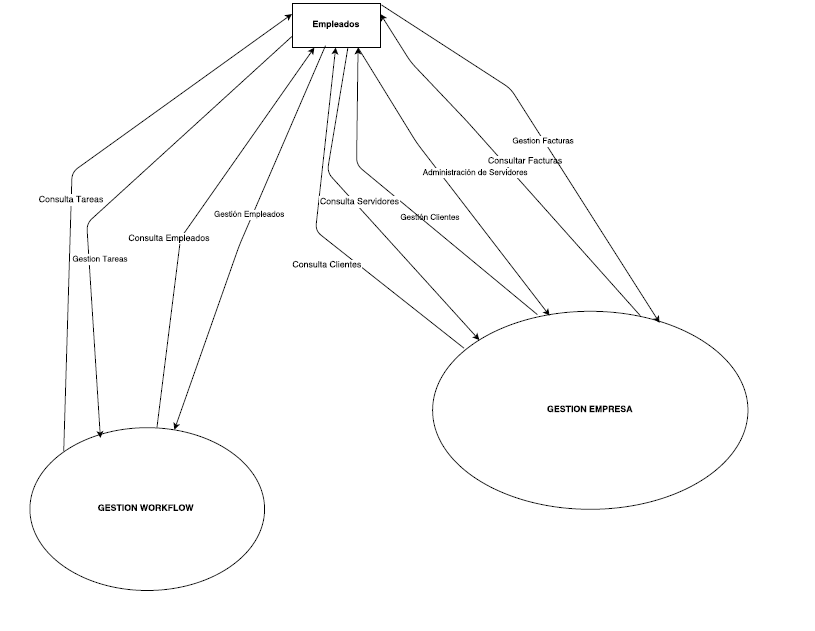 Empleados
Gestion Facturas
Consultar Facturas
Administración de Servidores
Consulta Tareas
Consulta Servidores
Gestión Empleados
Gestión Clientes
Consulta Empleados
Gestion Tareas
Consulta Clientes
GESTION EMPRESA
GESTION WORKFLOW